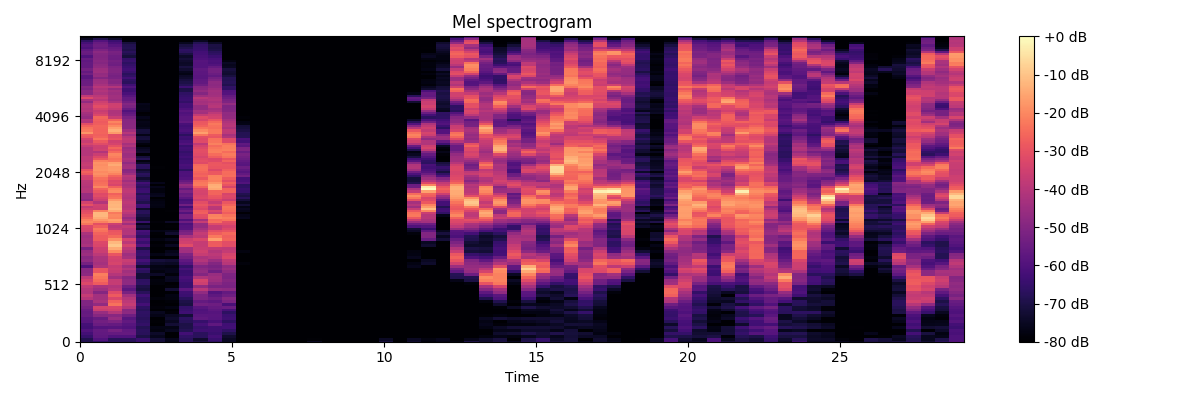 Mel spectrogram
8192
4096
2048
1024
512
0
Hz
0 5 10 15 20 25
Time
+0 dB
-10 dB
-20 dB
-30 dB
-40 dB
-50 dB
-60 dB
-70 dB
-80 dB